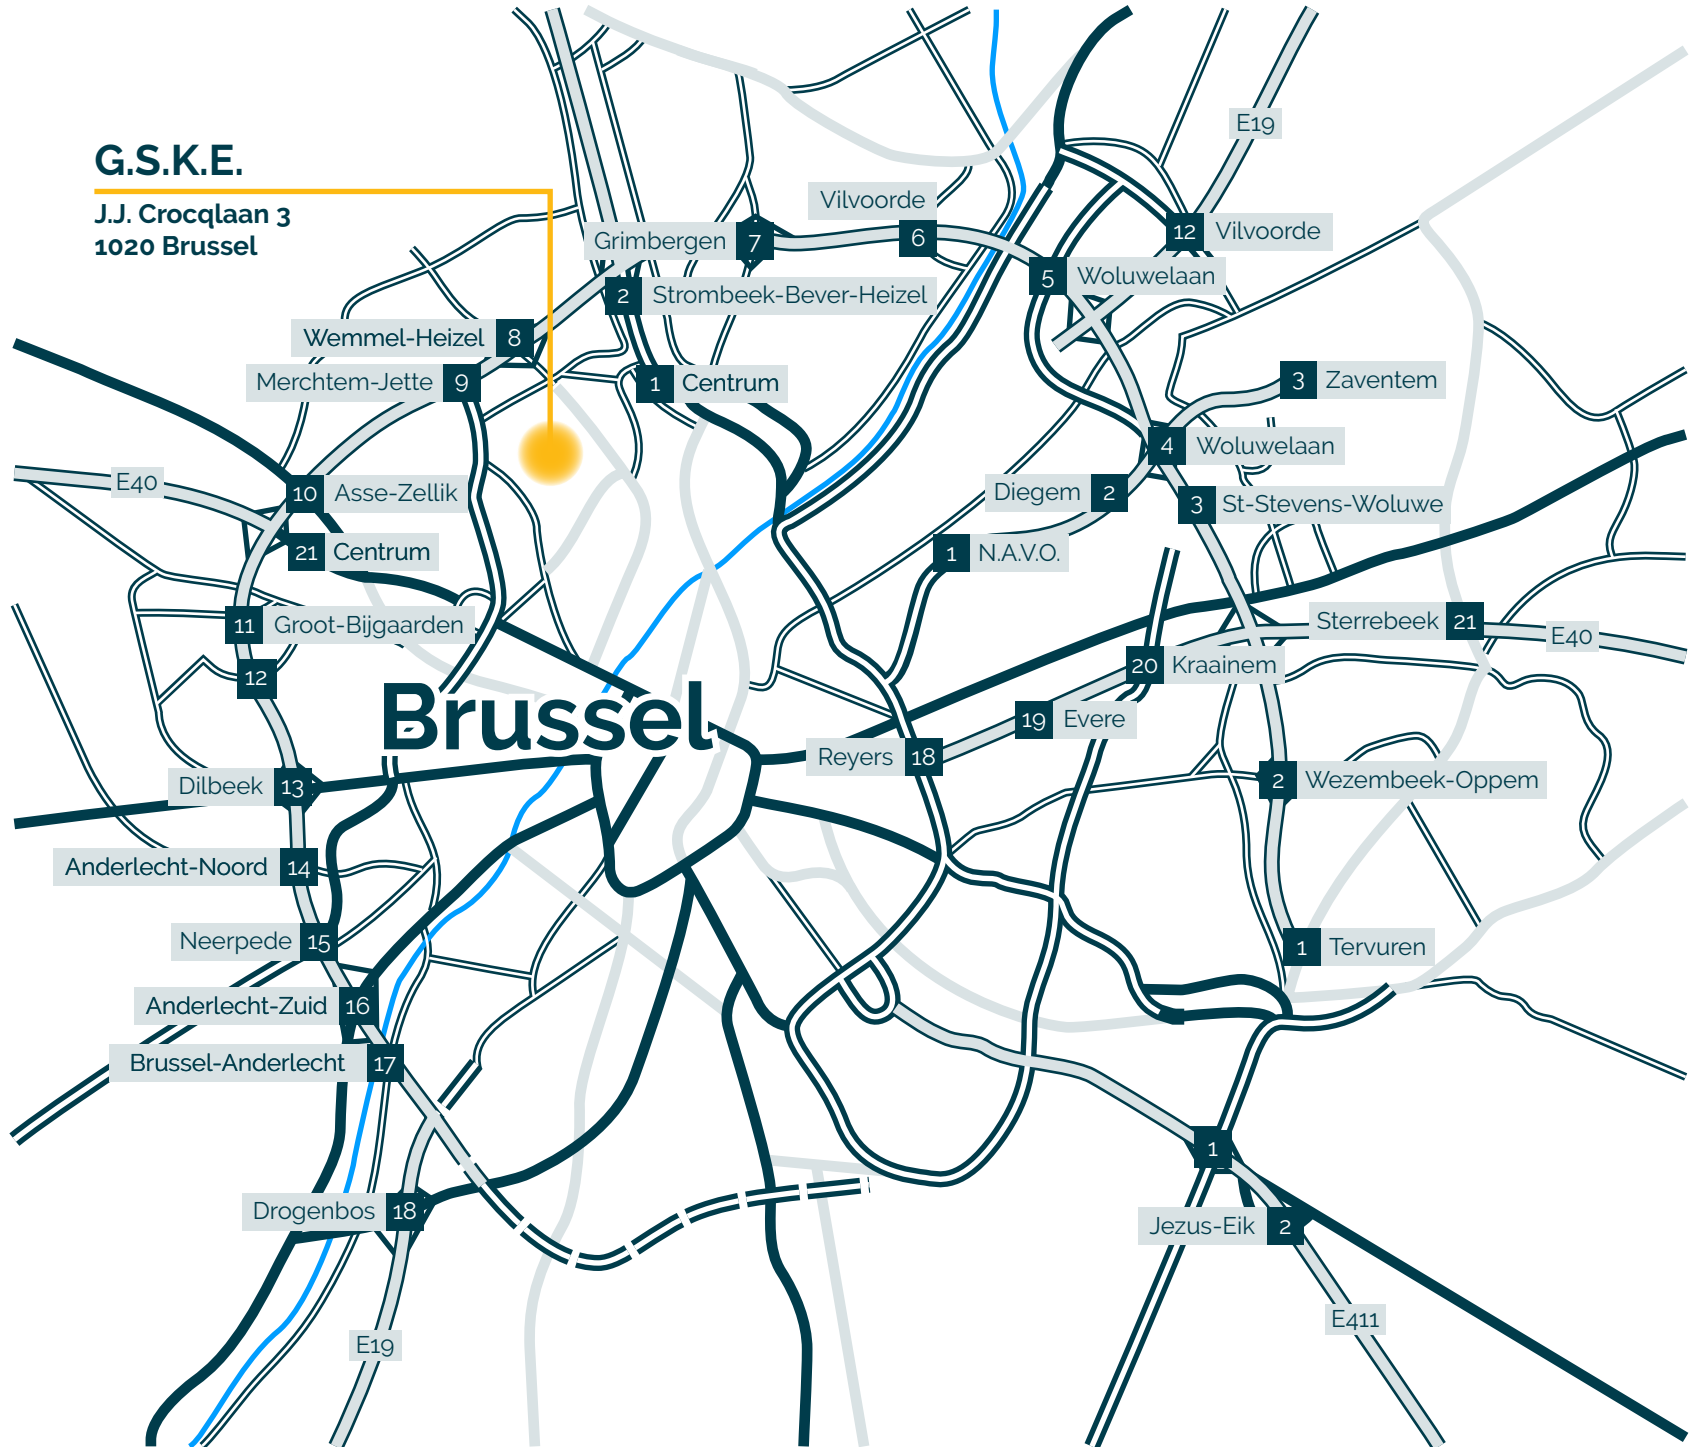 E19
G.S.K.E.
J.J. Crocqlaan 3
1020 Brussel
Vilvoorde
6
Grimbergen 7
12 Vilvoorde
5 Woluwelaan
2 Strombeek-Bever-Heizel
Wemmel-Heizel 8
Merchtem-Jette 9
1 Centrum
3 Zaventem
4 Woluwelaan
E40
10 Asse-Zellik
Diegem 2
3 St-Stevens-Woluwe
21 Centrum
1 N.A.V.O.
11 Groot-Bijgaarden
Sterrebeek 21
E40
20 Kraainem
12
Brussel
19 Evere
Reyers 18
Dilbeek 13
2 Wezembeek-Oppem
Anderlecht-Noord 14
Neerpede 15
1 Tervuren
Anderlecht-Zuid 16
Brussel-Anderlecht 17
1
Drogenbos 18
Jezus-Eik 2
E411
E19